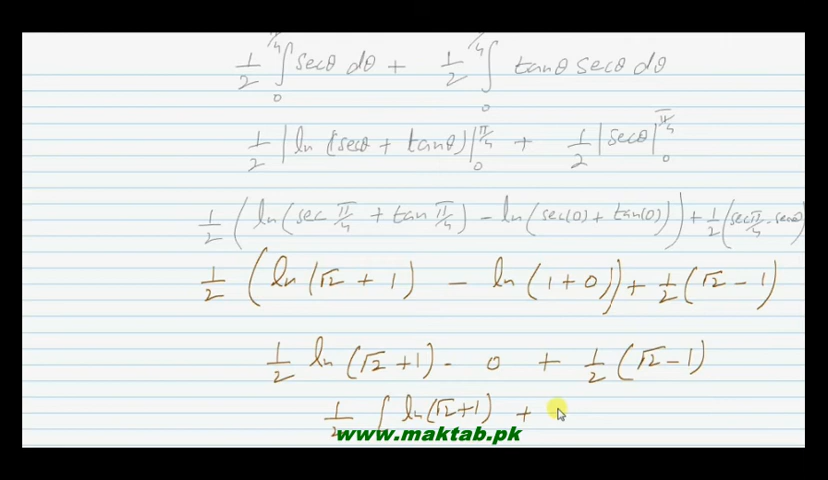 1/2 ∫₀^π/4 secθ dθ + 1/2 ∫₀^π/4 tanθ secθ dθ
1/2 |ln (secθ + tanθ)|₀^π/4 + 1/2 |secθ|₀^π/4
1/2 (ln(sec π/4 + tan π/4) - ln(sec(0) + tan(0))) + 1/2 (sec π/4 - sec0)
1/2 (ln(√2 + 1) - ln(1+0)) + 1/2 (√2 - 1)
1/2 ln(√2+1) - 0 + 1/2 (√2-1)
1/2 ∫ ln(√2+1) +
www.maktab.pk